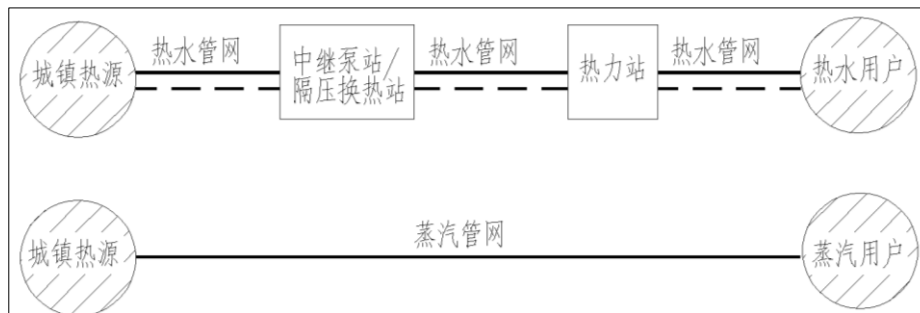 热水管网
中继泵站/
隔压换热站
热水管网
热力站
热水管网
城镇热源
热水用户
城镇热源
蒸汽管网
蒸汽用户